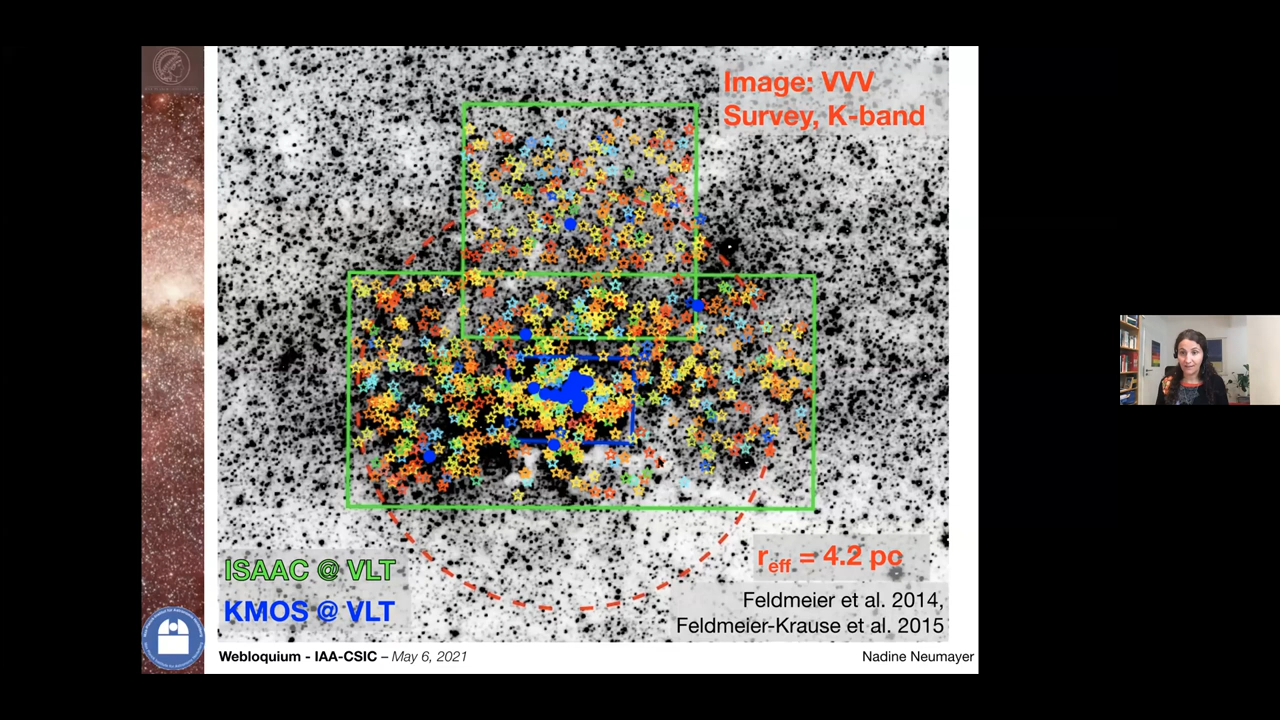 Image: VVV
Survey, K-band
r_eff = 4.2 pc
ISAAC @ VLT
KMOS @ VLT
Feldmeier et al. 2014,
Feldmeier-Krause et al. 2015
Webloquium - IAA-CSIC – May 6, 2021
Nadine Neumayer